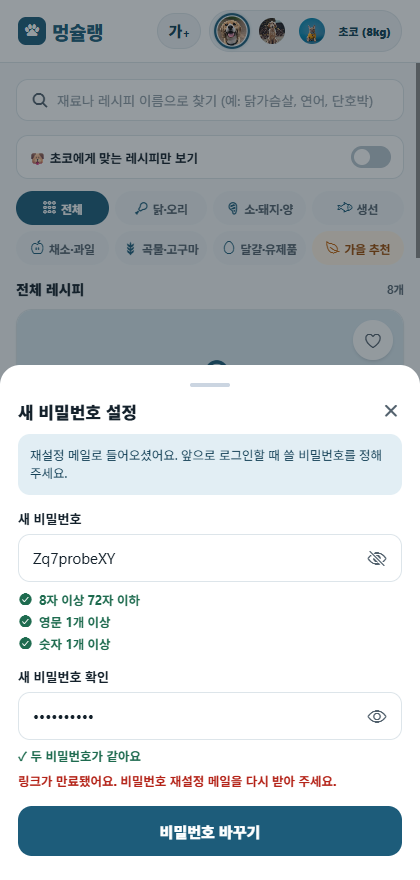 멍슐랭
가+
초코 (8kg)
재료나 레시피 이름으로 찾기 (예: 닭가슴살, 연어, 단호박)
초코에게 맞는 레시피만 보기
전체
닭·오리
소·돼지·양
생선
채소·과일
곡물·고구마
달걀·유제품
가을 추천
전체 레시피
8개
새 비밀번호 설정
재설정 메일로 들어오셨어요. 앞으로 로그인할 때 쓸 비밀번호를 정해
주세요.
새 비밀번호
Zq7probeXY
8자 이상 72자 이하
영문 1개 이상
숫자 1개 이상
새 비밀번호 확인
••••••••••
✓ 두 비밀번호가 같아요
링크가 만료됐어요. 비밀번호 재설정 메일을 다시 받아 주세요.
비밀번호 바꾸기